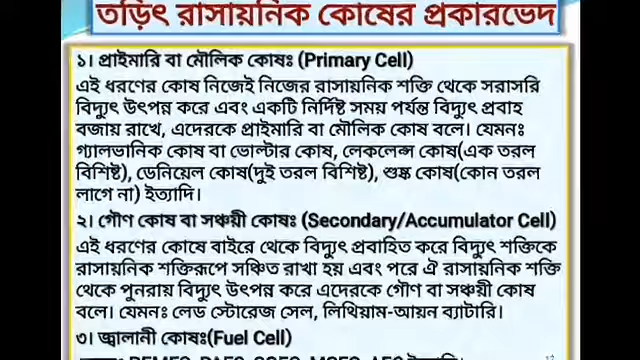 তড়িৎ রাসায়নিক কোষের প্রকারভেদ
১। প্রাইমারি বা মৌলিক কোষঃ (Primary Cell)
এই ধরণের কোষ নিজেই নিজের রাসায়নিক শক্তি থেকে সরাসরি
বিদ্যুৎ উৎপন্ন করে এবং একটি নির্দিষ্ট সময় পর্যন্ত বিদ্যুৎ প্রবাহ
বজায় রাখে, এদেরকে প্রাইমারি বা মৌলিক কোষ বলে। যেমনঃ
গ্যালভানিক কোষ বা ভোল্টার কোষ, লেকলেন্স কোষ(এক তরল
বিশিষ্ট), ডেনিয়েল কোষ(দুই তরল বিশিষ্ট), শুষ্ক কোষ(কোন তরল
লাগে না) ইত্যাদি।
২। গৌণ কোষ বা সঞ্চয়ী কোষঃ (Secondary/Accumulator Cell)
এই ধরণের কোষে বাইরে থেকে বিদ্যুৎ প্রবাহিত করে বিদ্যুৎ শক্তিকে
রাসায়নিক শক্তিরূপে সঞ্চিত রাখা হয় এবং পরে ঐ রাসায়নিক শক্তি
থেকে পুনরায় বিদ্যুৎ উৎপন্ন করে এদেরকে গৌণ বা সঞ্চয়ী কোষ
বলে। যেমনঃ লেড স্টোরেজ সেল, লিথিয়াম-আয়ন ব্যাটারি।
৩। জ্বালানী কোষঃ(Fuel Cell)